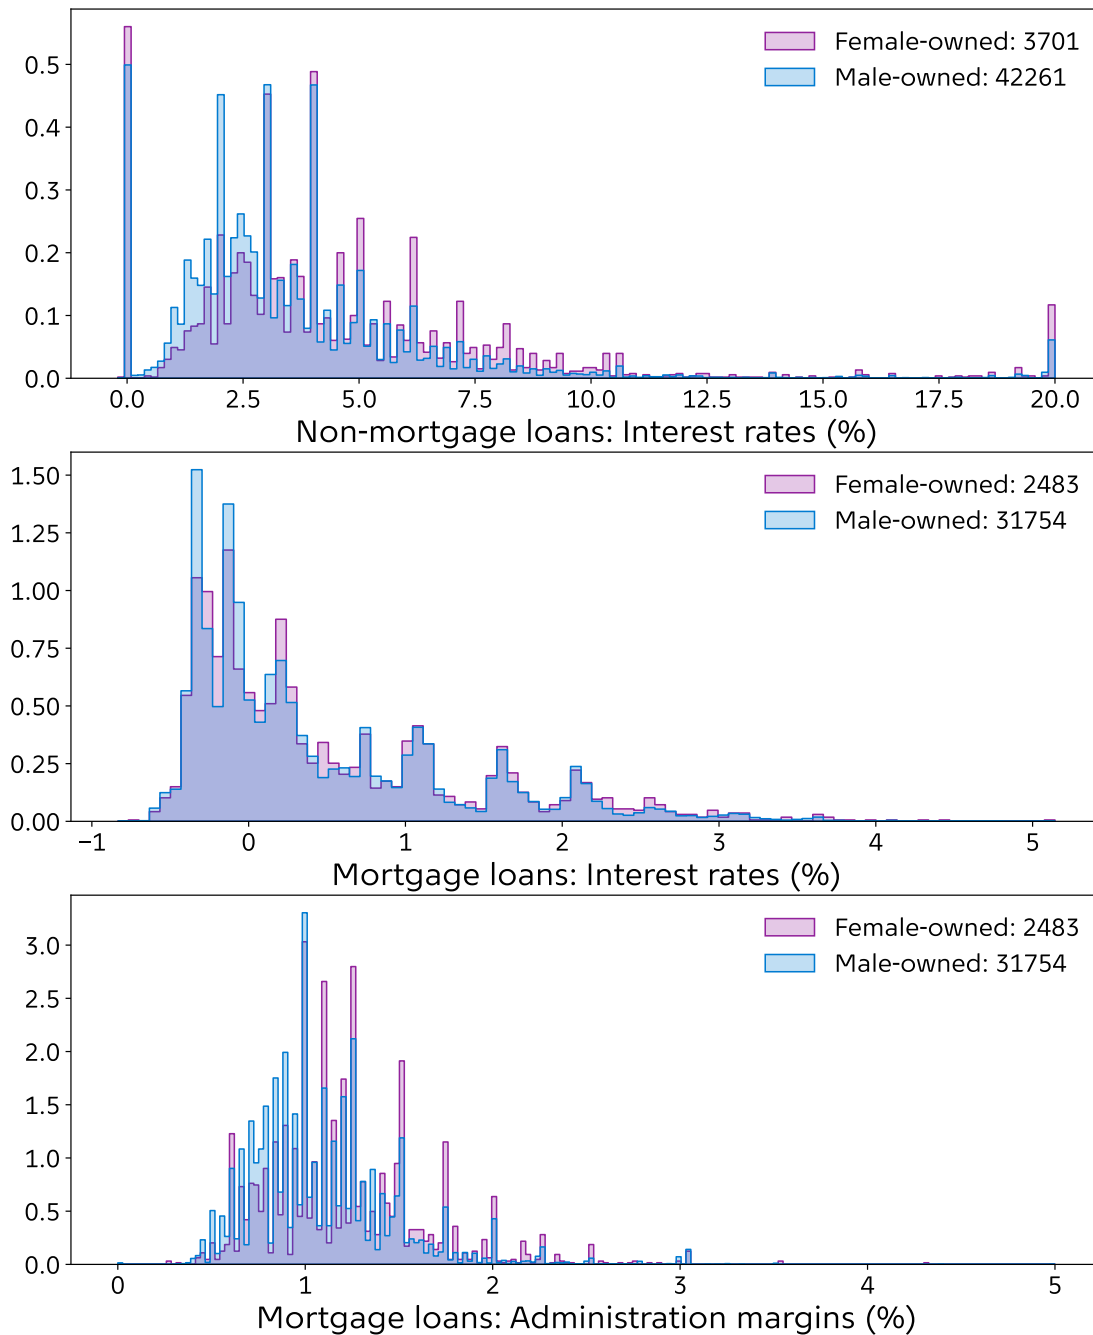 Female-owned: 3701
Male-owned: 42261
0.5
0.4
0.3
0.2
0.1
0.0
0.0 2.5 5.0 7.5 10.0 12.5 15.0 17.5 20.0
Non-mortgage loans: Interest rates (%)
Female-owned: 2483
Male-owned: 31754
1.50
1.25
1.00
0.75
0.50
0.25
0.00
−1 0 1 2 3 4 5
Mortgage loans: Interest rates (%)
Female-owned: 2483
Male-owned: 31754
3.0
2.5
2.0
1.5
1.0
0.5
0.0
0 1 2 3 4 5
Mortgage loans: Administration margins (%)